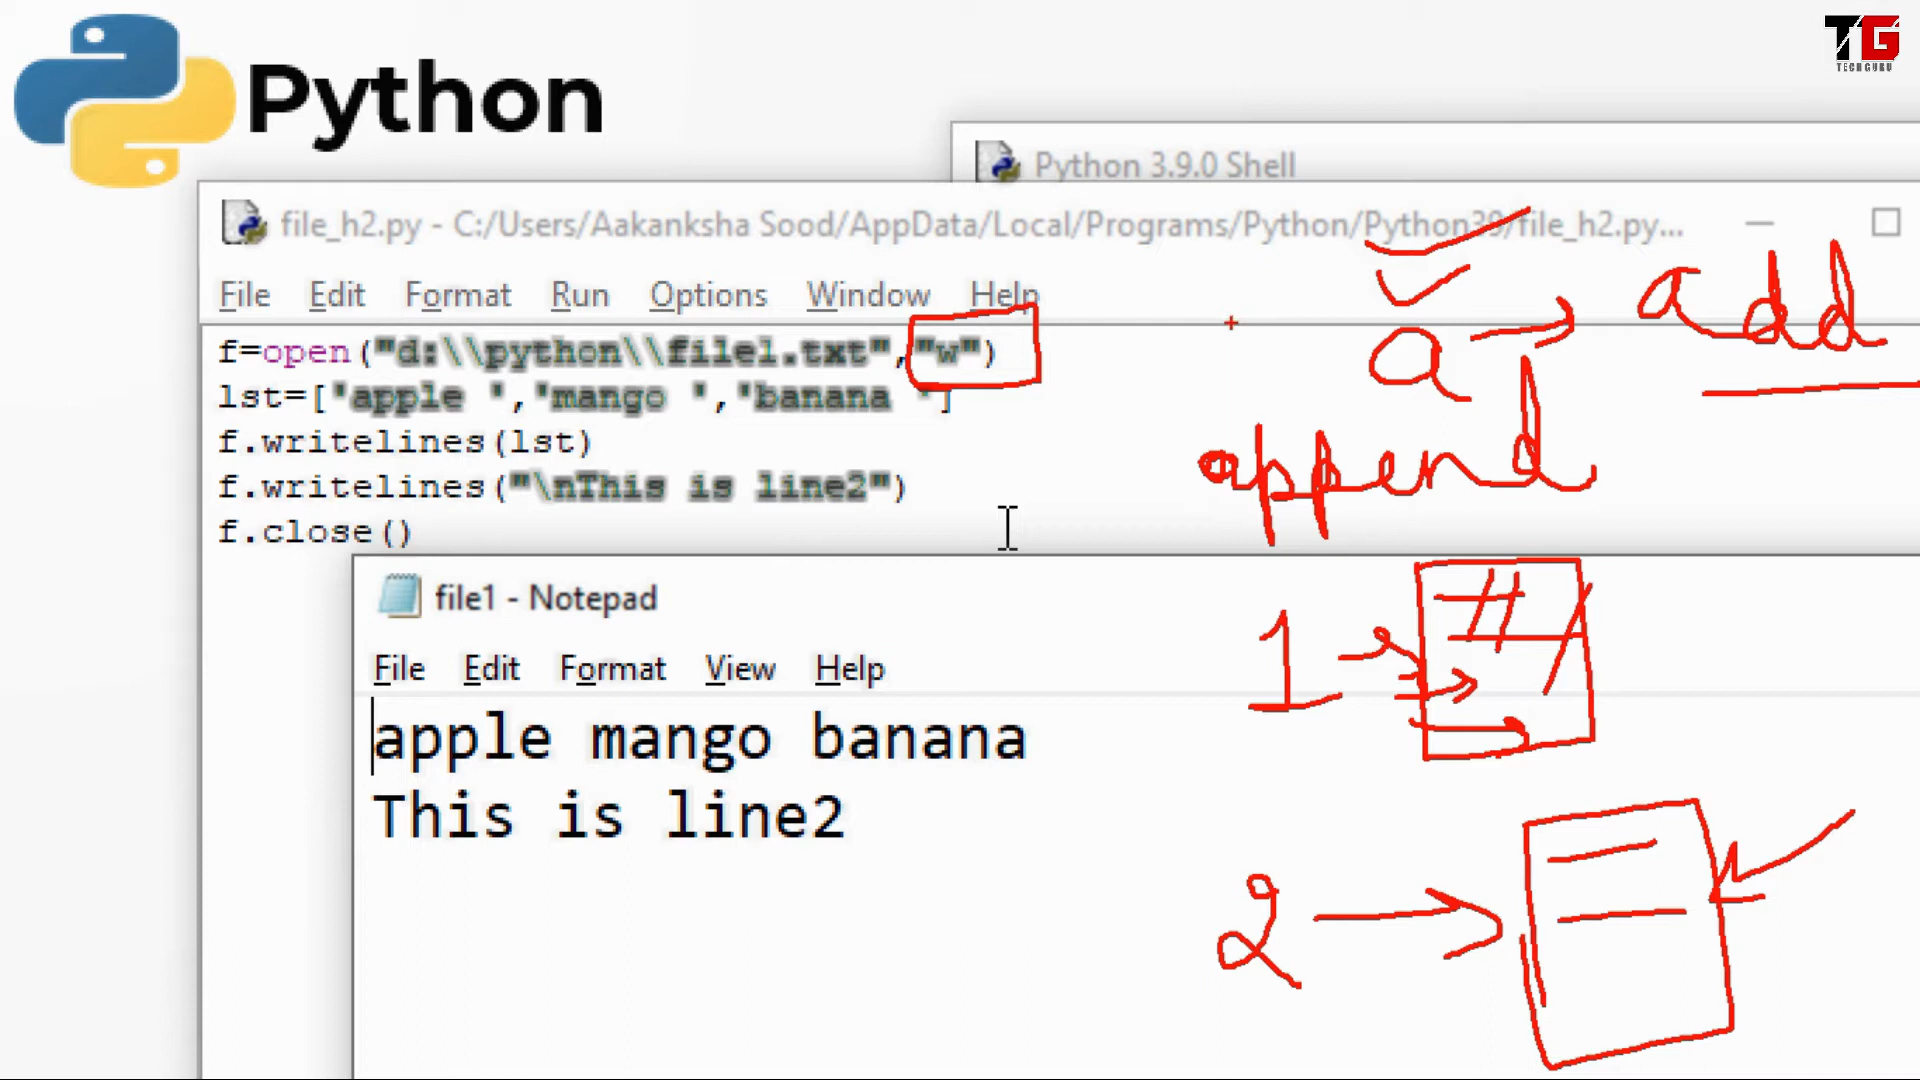 Python
TG
TECH GURU
Python 3.9.0 Shell
file_h2.py - C:/Users/Aakanksha Sood/AppData/Local/Programs/Python/Python39/file_h2.py...
File Edit Format Run Options Window Help
f=open("d:\\python\\file1.txt","w")
lst=['apple ','mango ','banana ']
f.writelines(lst)
f.writelines("\nThis is line2")
f.close()
a → add
append
file1 - Notepad
File Edit Format View Help
apple mango banana
This is line2
1
2